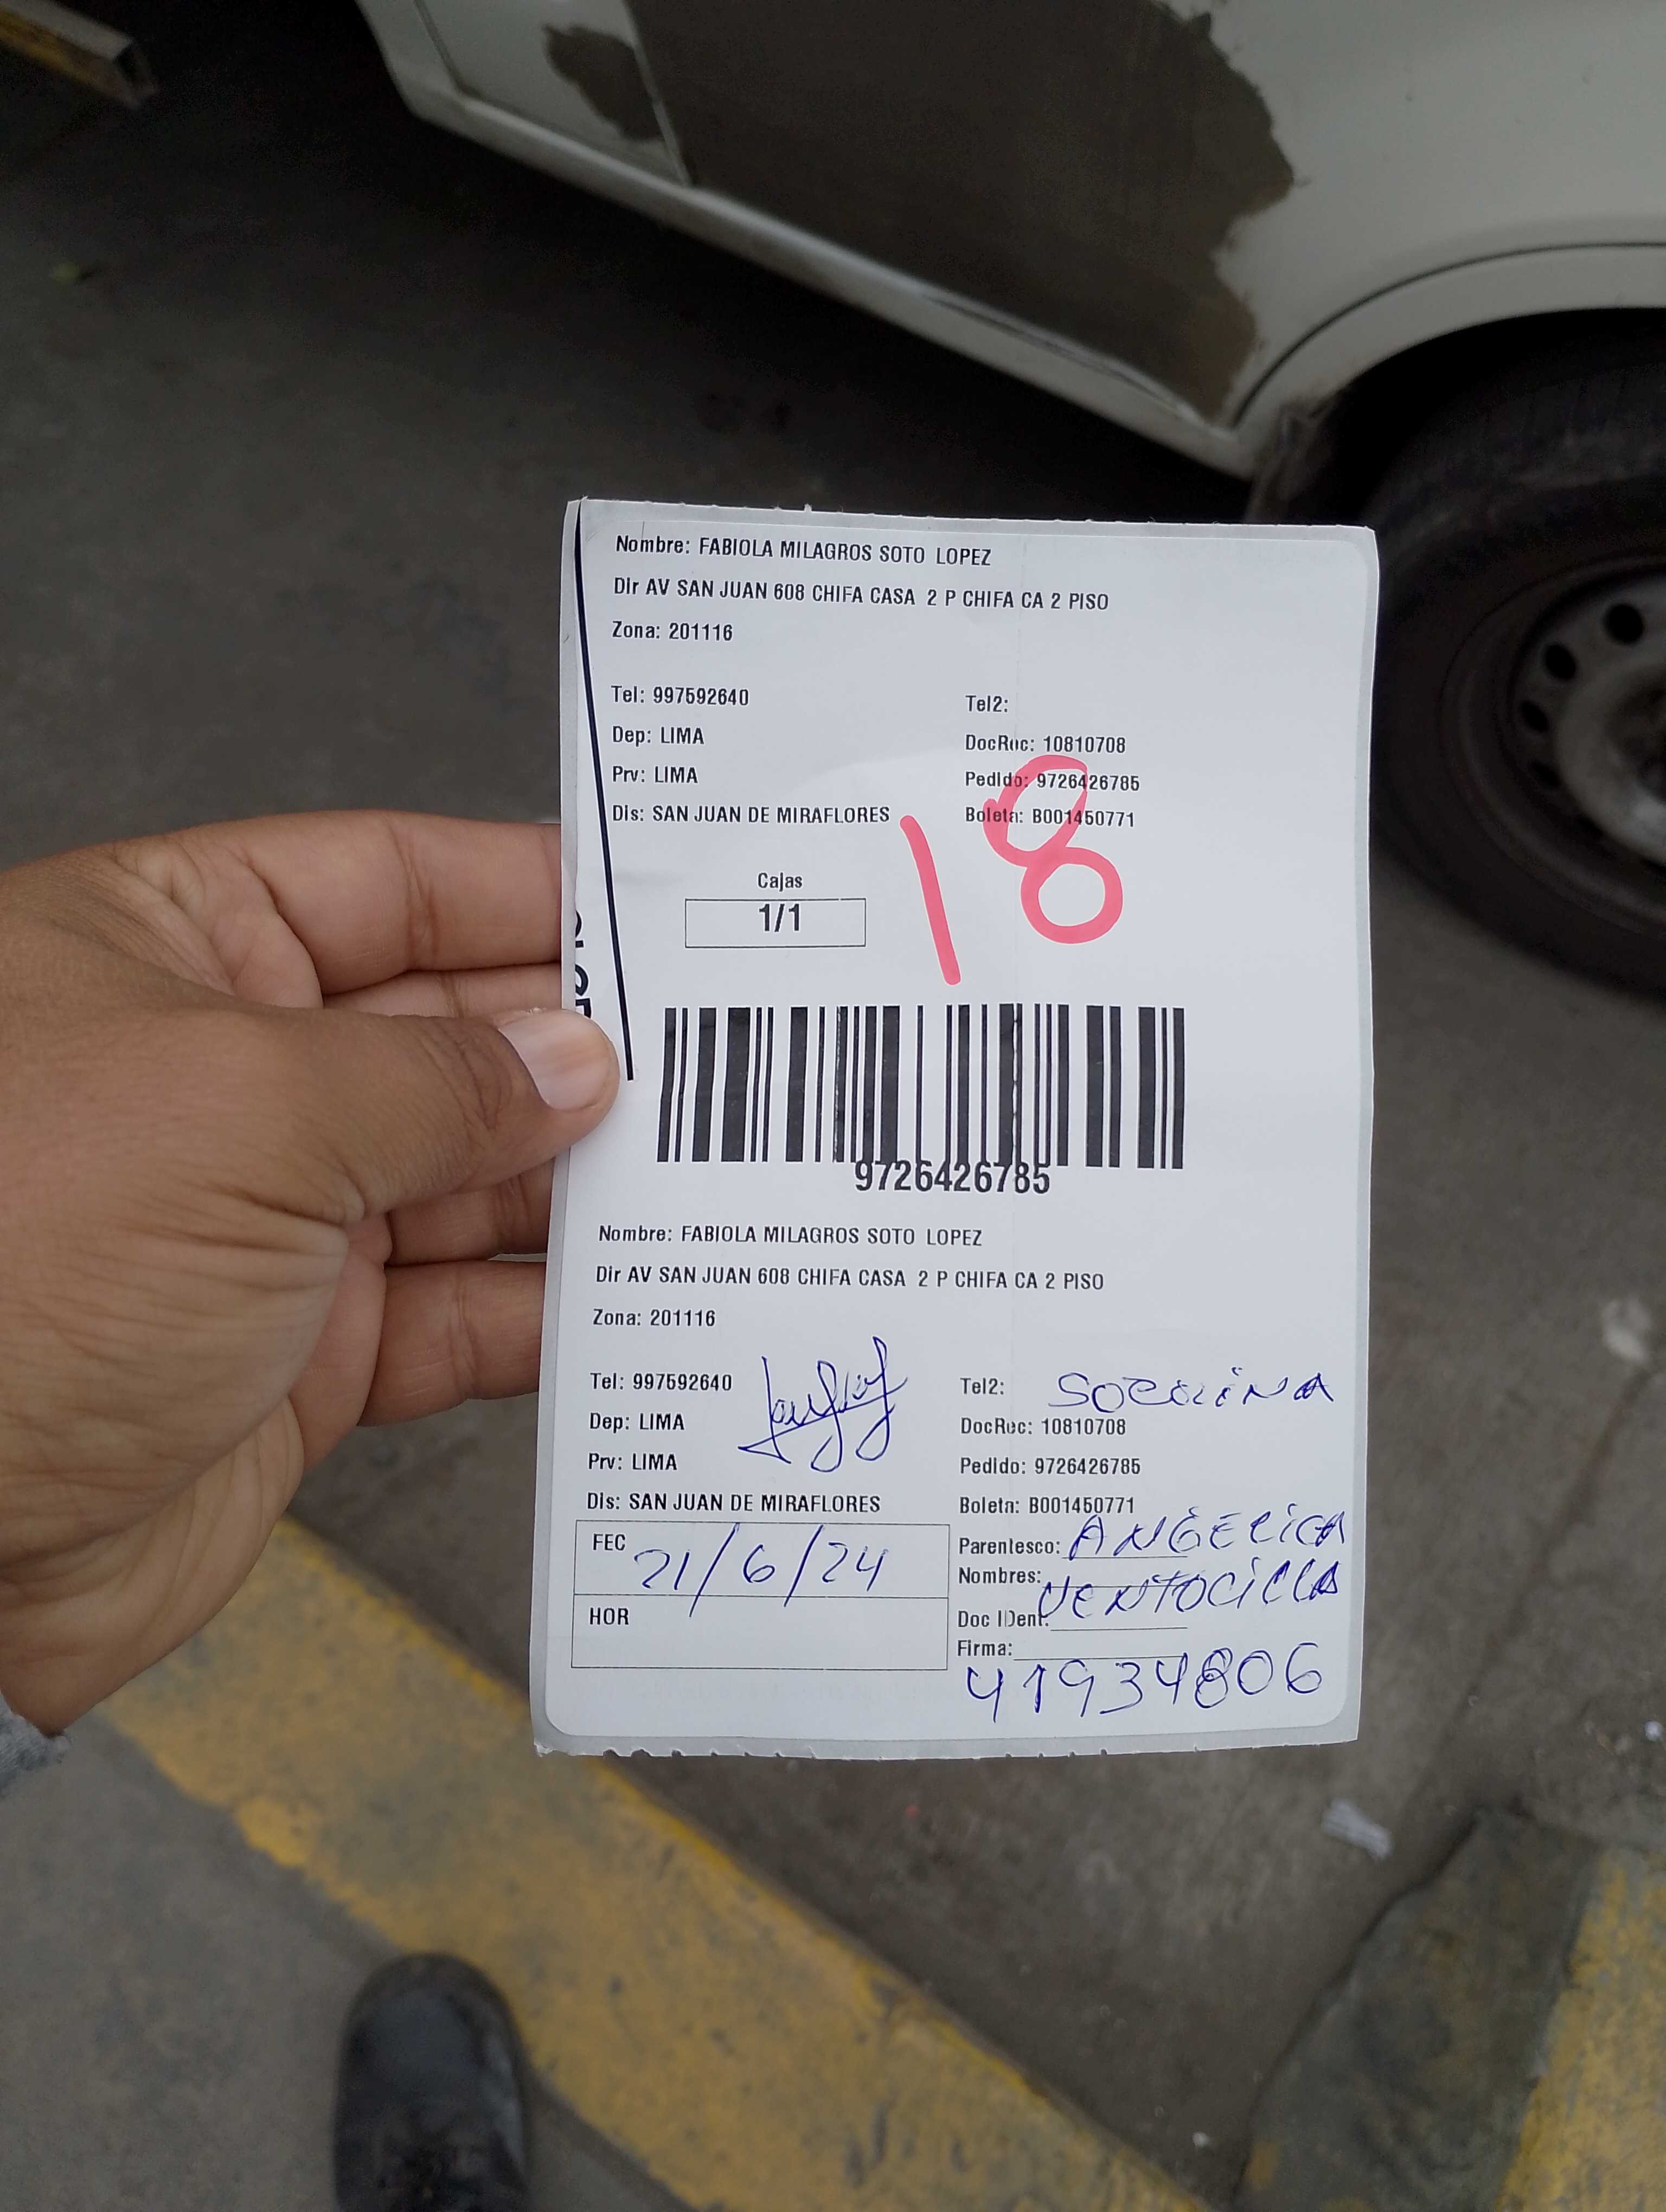 Nombre: FABIOLA MILAGROS SOTO LOPEZ
Dir AV SAN JUAN 608 CHIFA CASA 2 P CHIFA CA 2 PISO
Zona: 201116
Tel: 997592640 Tel2:
Dep: LIMA DocRec: 10810708
Prv: LIMA Pedido: 9726426785
Dis: SAN JUAN DE MIRAFLORES Boleta: B001450771
18
Cajas
1/1
9726426785
Nombre: FABIOLA MILAGROS SOTO LOPEZ
Dir AV SAN JUAN 608 CHIFA CASA 2 P CHIFA CA 2 PISO
Zona: 201116
Tel: 997592640 Tel2: SOBRINA
Dep: LIMA DocRec: 10810708
Prv: LIMA Pedido: 9726426785
Dis: SAN JUAN DE MIRAFLORES Boleta: B001450771
FEC 21/6/24 Parentesco: ANGELICA
Nombres: VENTOCILLA
HOR Doc IDent:
Firma:
41934806